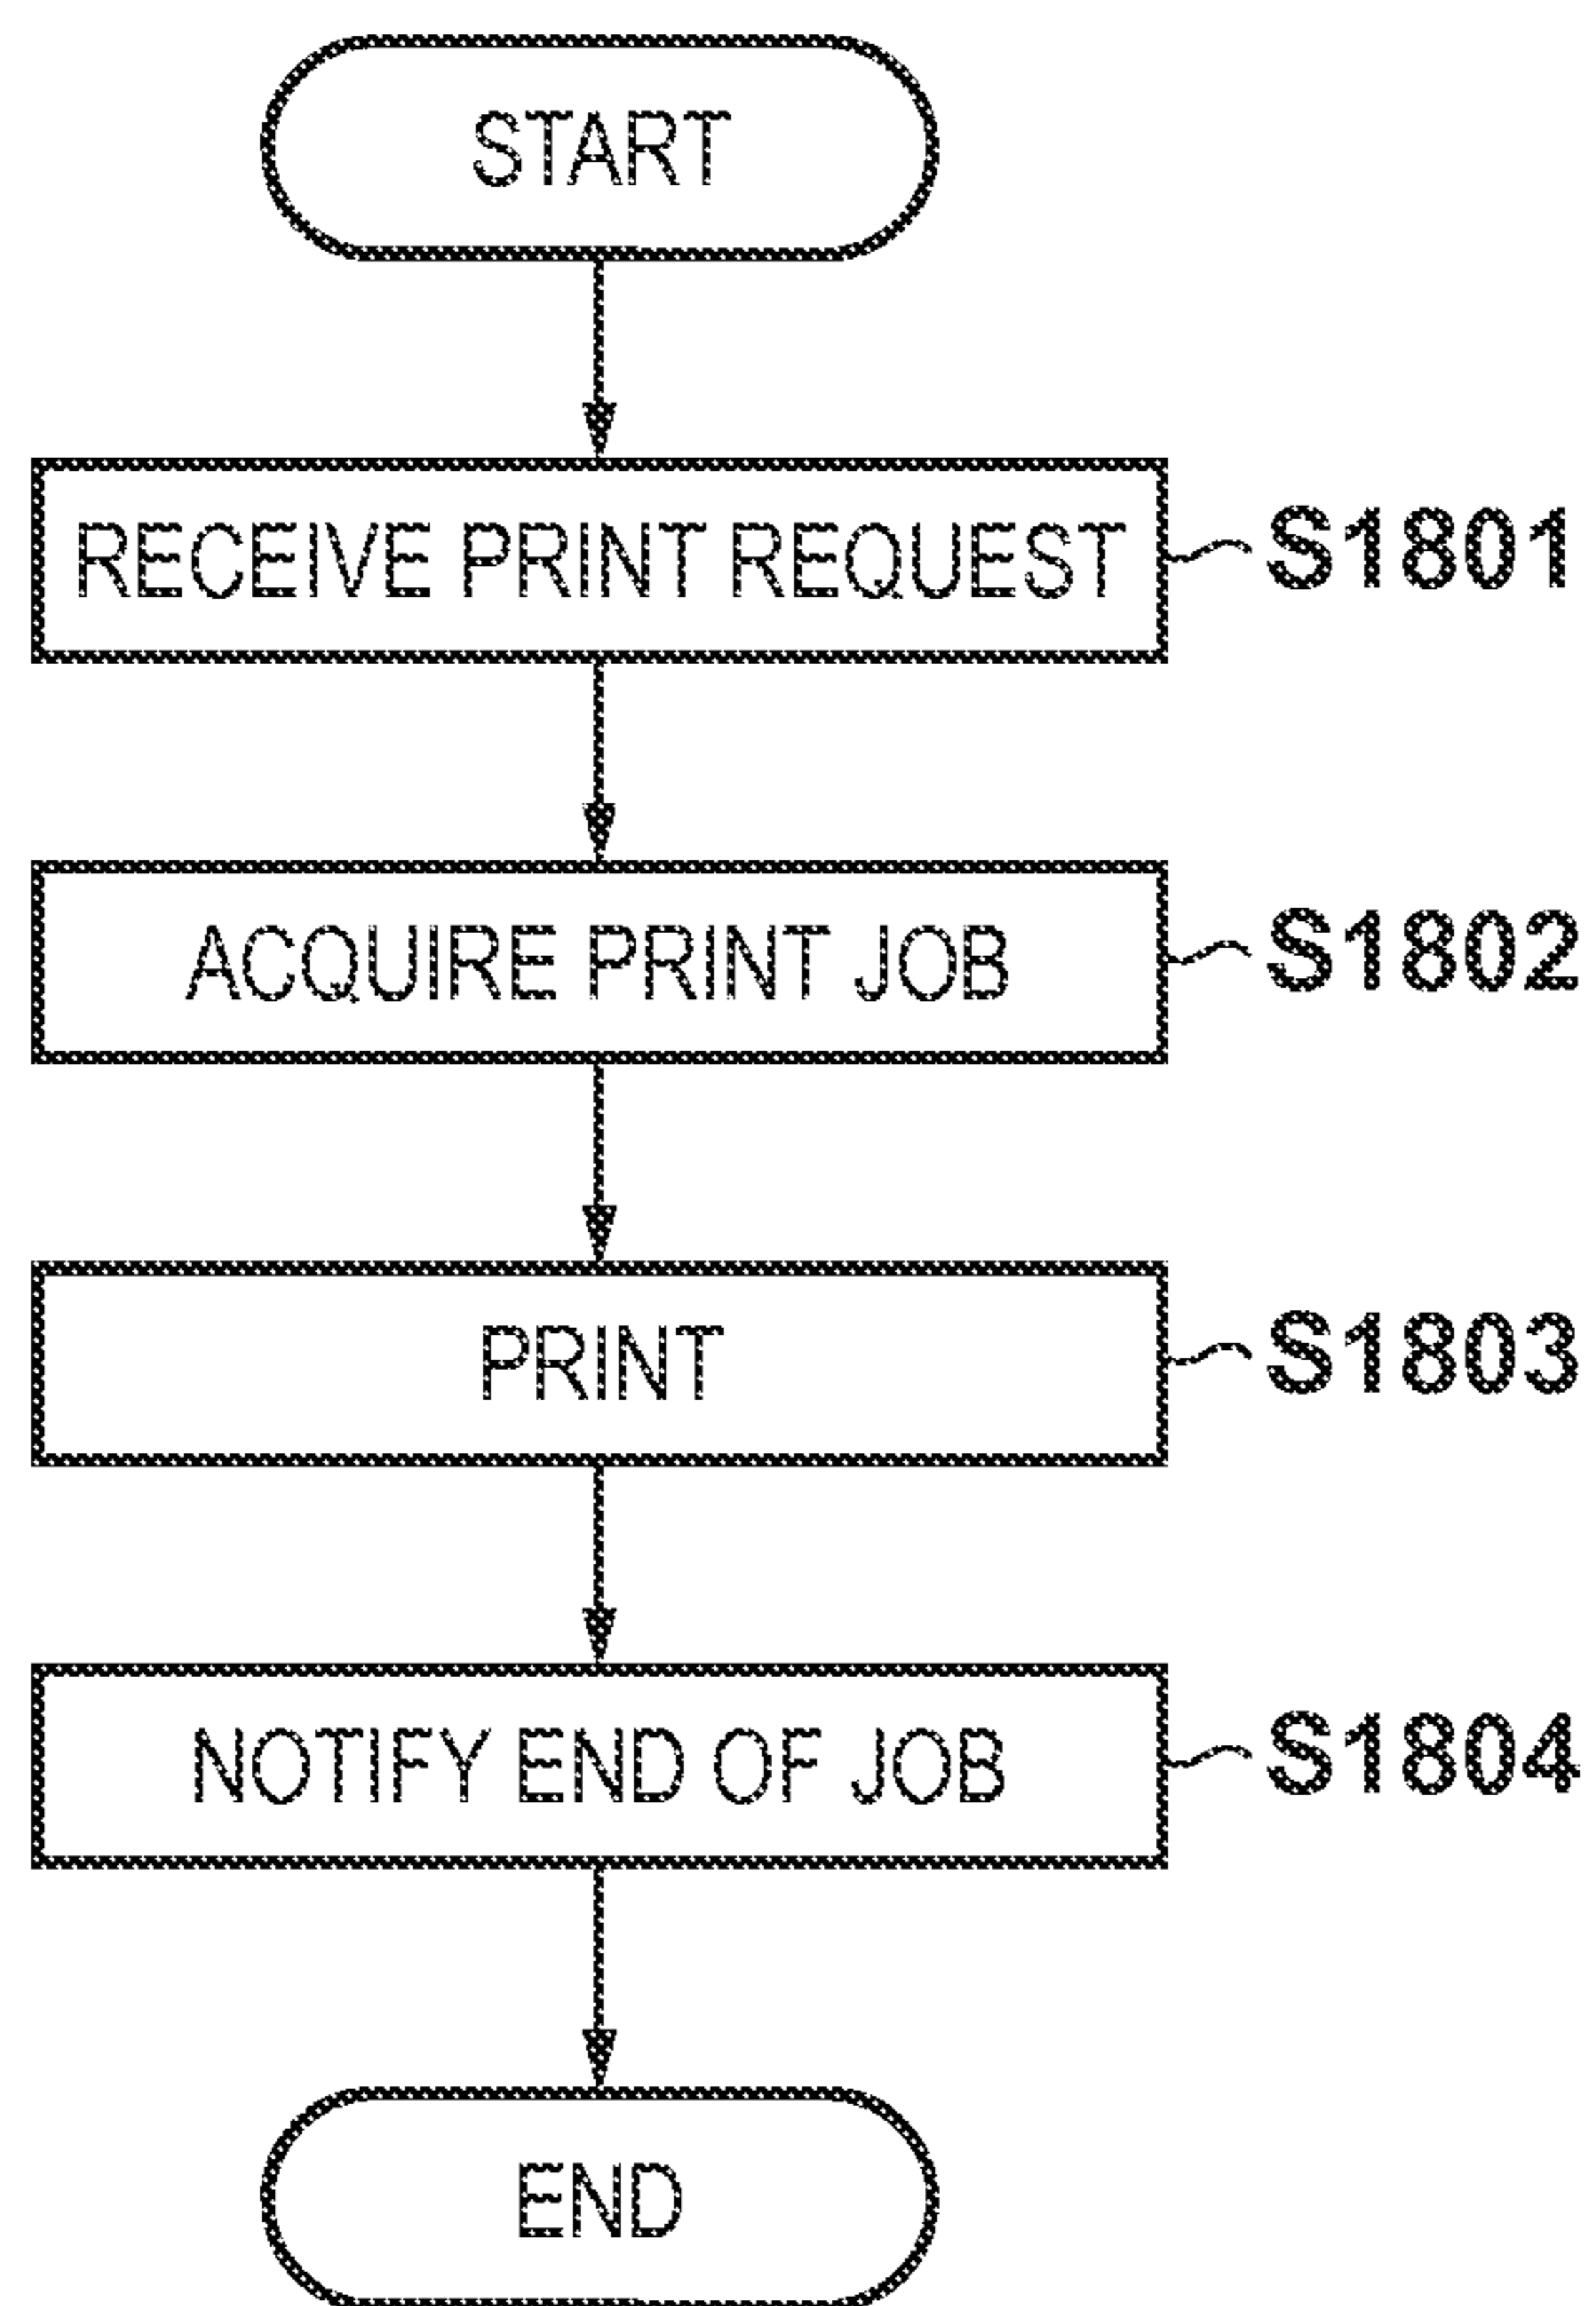 START
RECEIVE PRINT REQUEST S1801
ACQUIRE PRINT JOB S1802
PRINT S1803
NOTIFY END OF JOB S1804
END